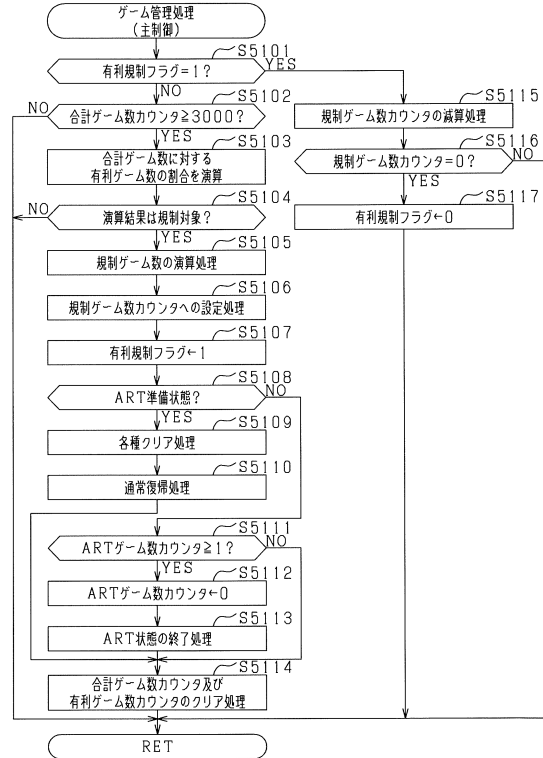 ゲーム管理処理
(主制御)
S5101
有利規制フラグ=1?
YES
NO
S5102
NO
合計ゲーム数カウンタ≧3000?
YES
S5103
合計ゲーム数に対する
有利ゲーム数の割合を演算
S5104
NO
演算結果は規制対象?
YES
S5105
規制ゲーム数の演算処理
S5106
規制ゲーム数カウンタへの設定処理
S5107
有利規制フラグ←1
S5108
ART準備状態?
NO
YES
S5109
各種クリア処理
S5110
通常復帰処理
S5111
ARTゲーム数カウンタ≧1?
NO
YES
S5112
ARTゲーム数カウンタ←0
S5113
ART状態の終了処理
S5114
合計ゲーム数カウンタ及び
有利ゲーム数カウンタのクリア処理
RET
S5115
規制ゲーム数カウンタの減算処理
S5116
規制ゲーム数カウンタ=0?
NO
YES
S5117
有利規制フラグ←0